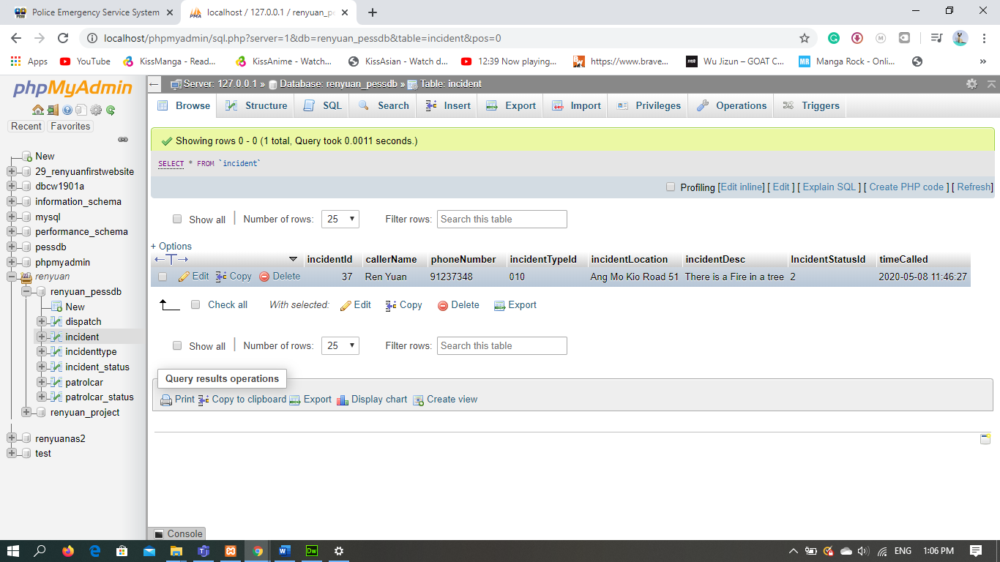 Police Emergency Service System
localhost / 127.0.0.1 / renyuan_pe
localhost/phpmyadmin/sql.php?server=1&db=renyuan_pessdb&table=incident&pos=0
Apps YouTube KissManga - Read... KissAnime - Watch... KissAsian - Watch d... 12:39 Now playing... https://www.brave... Wu Jizun – GOAT C... Manga Rock - Onli... »
phpMyAdmin
Recent Favorites
New
29_renyuanfirstwebsite
dbcw1901a
information_schema
mysql
performance_schema
pessdb
phpmyadmin
renyuan
renyuan_pessdb
New
dispatch
incident
incidenttype
incident_status
patrolcar
patrolcar_status
renyuan_project
renyuanas2
test
Server: 127.0.0.1 » Database: renyuan_pessdb » Table: incident
Browse Structure SQL Search Insert Export Import Privileges Operations Triggers
Showing rows 0 - 0 (1 total, Query took 0.0011 seconds.)
SELECT * FROM `incident`
Profiling [Edit inline] [ Edit ] [ Explain SQL ] [ Create PHP code ] [ Refresh]
Show all | Number of rows: 25 Filter rows: Search this table
+ Options
←T→ incidentId callerName phoneNumber incidentTypeId incidentLocation incidentDesc IncidentStatusId timeCalled
Edit Copy Delete 37 Ren Yuan 91237348 010 Ang Mo Kio Road 51 There is a Fire in a tree 2 2020-05-08 11:46:27
Check all With selected: Edit Copy Delete Export
Show all | Number of rows: 25 Filter rows: Search this table
Query results operations
Print Copy to clipboard Export Display chart Create view
Console
ENG 1:06 PM